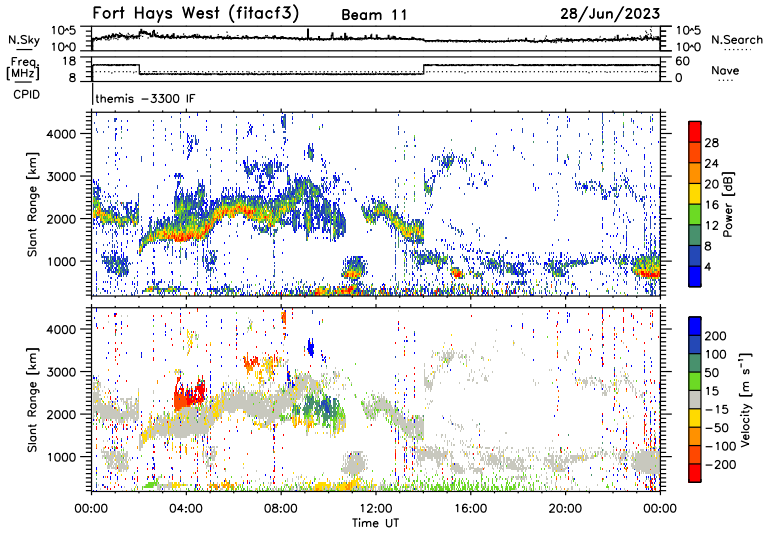 Fort Hays West (fitacf3) Beam 11 28/Jun/2023
N.Sky 10^5 10^0 10^5 10^0 N.Search
Freq. [MHz] 18 8 60 0 Nave
CPID themis -3300 IF
Slant Range [km] 4000 3000 2000 1000
Power [dB] 28 24 20 16 12 8 4
Slant Range [km] 4000 3000 2000 1000
Velocity [m s⁻¹] 200 100 50 15 -15 -50 -100 -200
00:00 04:00 08:00 12:00 16:00 20:00 00:00
Time UT